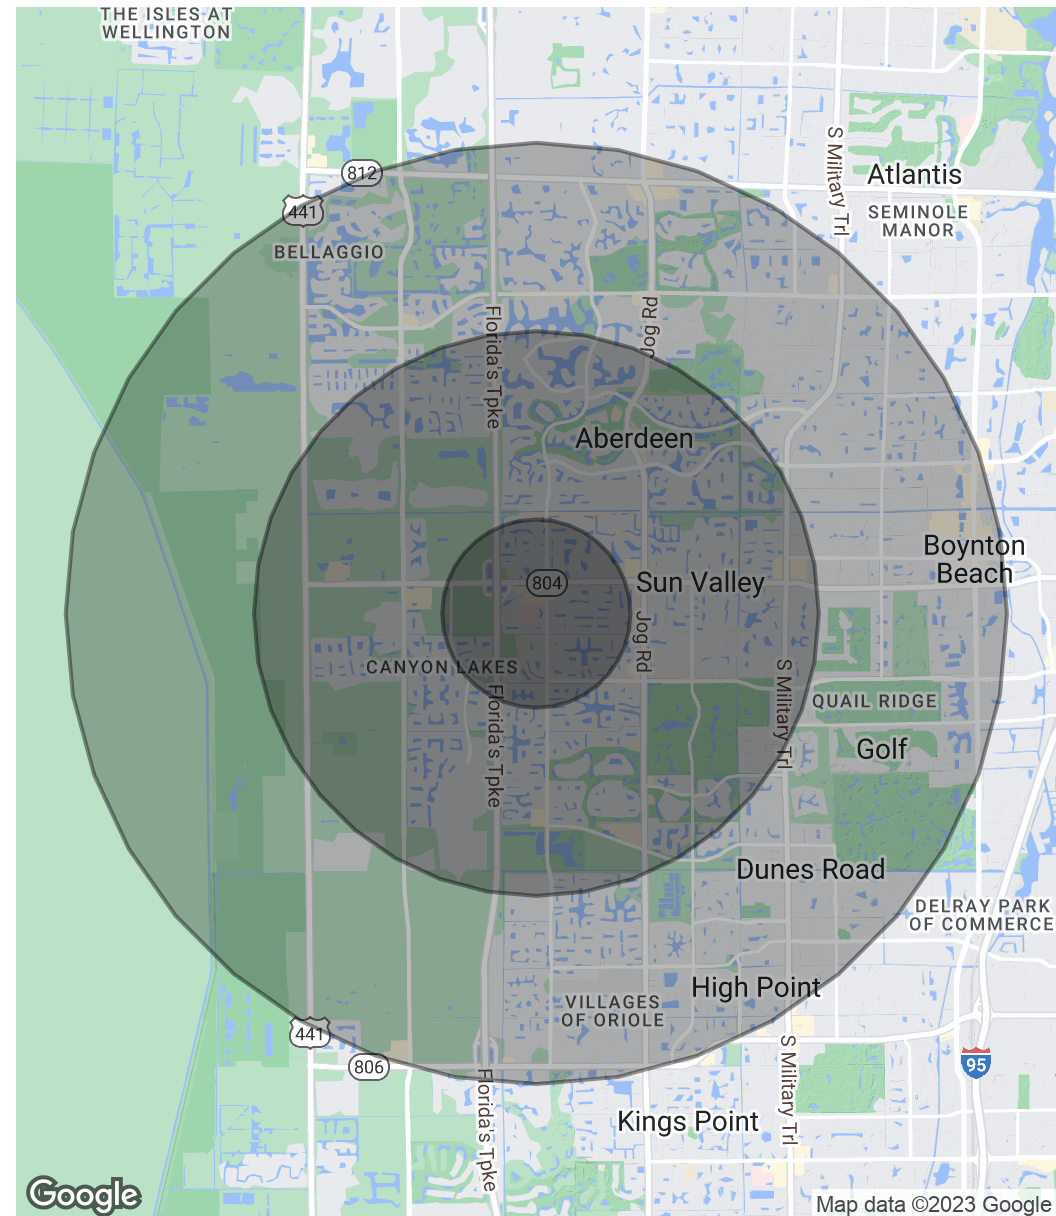 THE ISLES AT
WELLINGTON
S Military Trl
812
Atlantis
441
SEMINOLE
MANOR
BELLAGGIO
Florida's Tpke
Jog Rd
Aberdeen
Boynton
Beach
804
Sun Valley
Jog Rd
CANYON LAKES
S Military Trl
Florida's Tpke
QUAIL RIDGE
Golf
Dunes Road
DELRAY PARK
OF COMMERCE
High Point
VILLAGES
OF ORIOLE
441
806
S Military Trl
95
Florida's Tpke
Kings Point
Google
Map data ©2023 Google